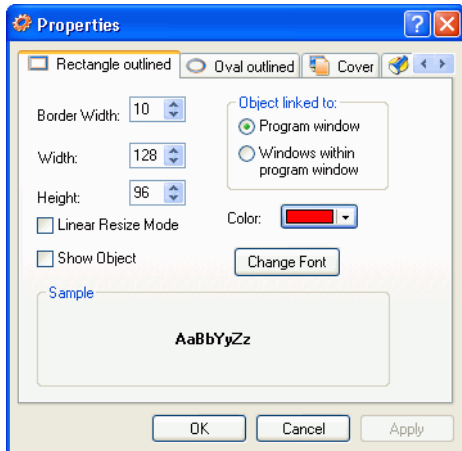 Properties
Rectangle outlined
Oval outlined
Cover
Border Width: 10
Width: 128
Height: 96
Linear Resize Mode
Show Object
Object linked to:
Program window
Windows within
program window
Color:
Change Font
Sample
AaBbYyZz
OK
Cancel
Apply